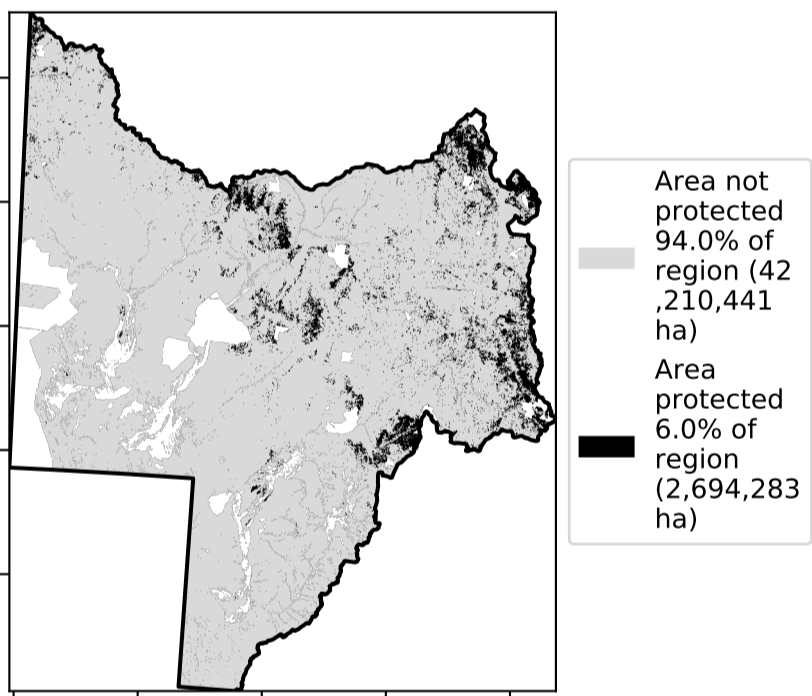 Area not
protected
94.0% of
region (42
,210,441
ha)
Area
protected
6.0% of
region
(2,694,283
ha)